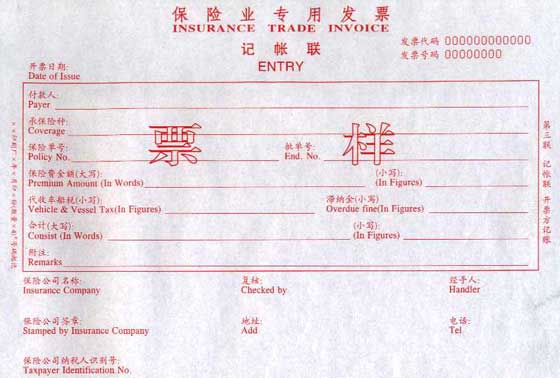 保险业专用发票
INSURANCE TRADE INVOICE
记帐联
ENTRY
发票代码 000000000000
发票号码 00000000
开票日期:
Date of Issue
付款人:
Payer
承保险种:
Coverage
保险单号: 批单号:
Policy No. End. No.
票样
保险费金额(大写): (小写):
Premium Amount (In Words) (In Figures)
代收车船税(小写): 滞纳金(小写):
Vehicle & Vessel Tax(In Figures) Overdue fine(In Figures)
合计(大写): (小写):
Consist (In Words) (In Figures)
附注:
Remarks
第三联 记帐联 开票方记账
保险公司名称: 复核: 经手人:
Insurance Company Checked by Handler
保险公司签章: 地址: 电话:
Stamped by Insurance Company Add Tel
保险公司纳税人识别号:
Taxpayer Identification No.